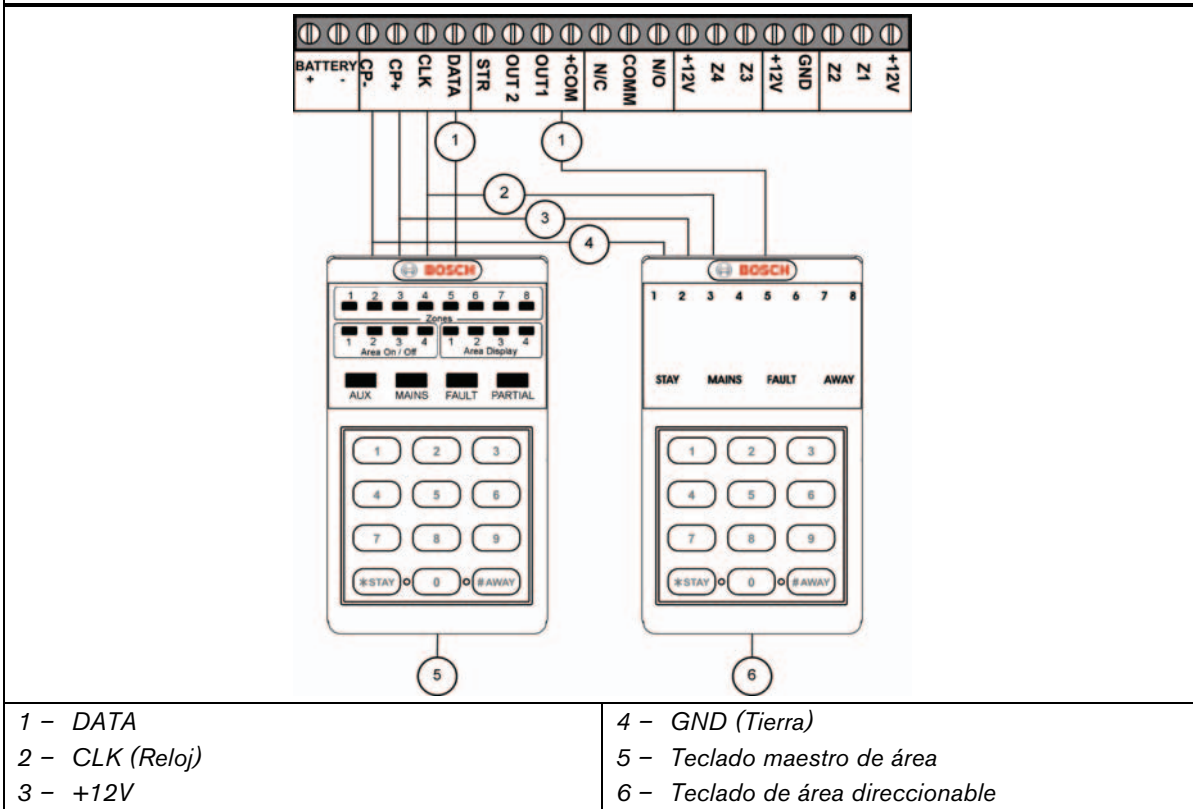 BATTERY + - CP- CP+ CLK DATA STR OUT 2 OUT1 +COM N/C COMM N/O +12V Z4 Z3 +12V GND Z2 Z1 +12V
1 1
2
3
4
BOSCH
1 2 3 4 5 6 7 8
Zones
1 2 3 4 1 2 3 4
Area On / Off Area Display
AUX MAINS FAULT PARTIAL
1 2 3
4 5 6
7 8 9
*STAY 0 #AWAY
5
BOSCH
1 2 3 4 5 6 7 8
STAY MAINS FAULT AWAY
1 2 3
4 5 6
7 8 9
*STAY 0 #AWAY
6
1 – DATA
2 – CLK (Reloj)
3 – +12V
4 – GND (Tierra)
5 – Teclado maestro de área
6 – Teclado de área direccionable